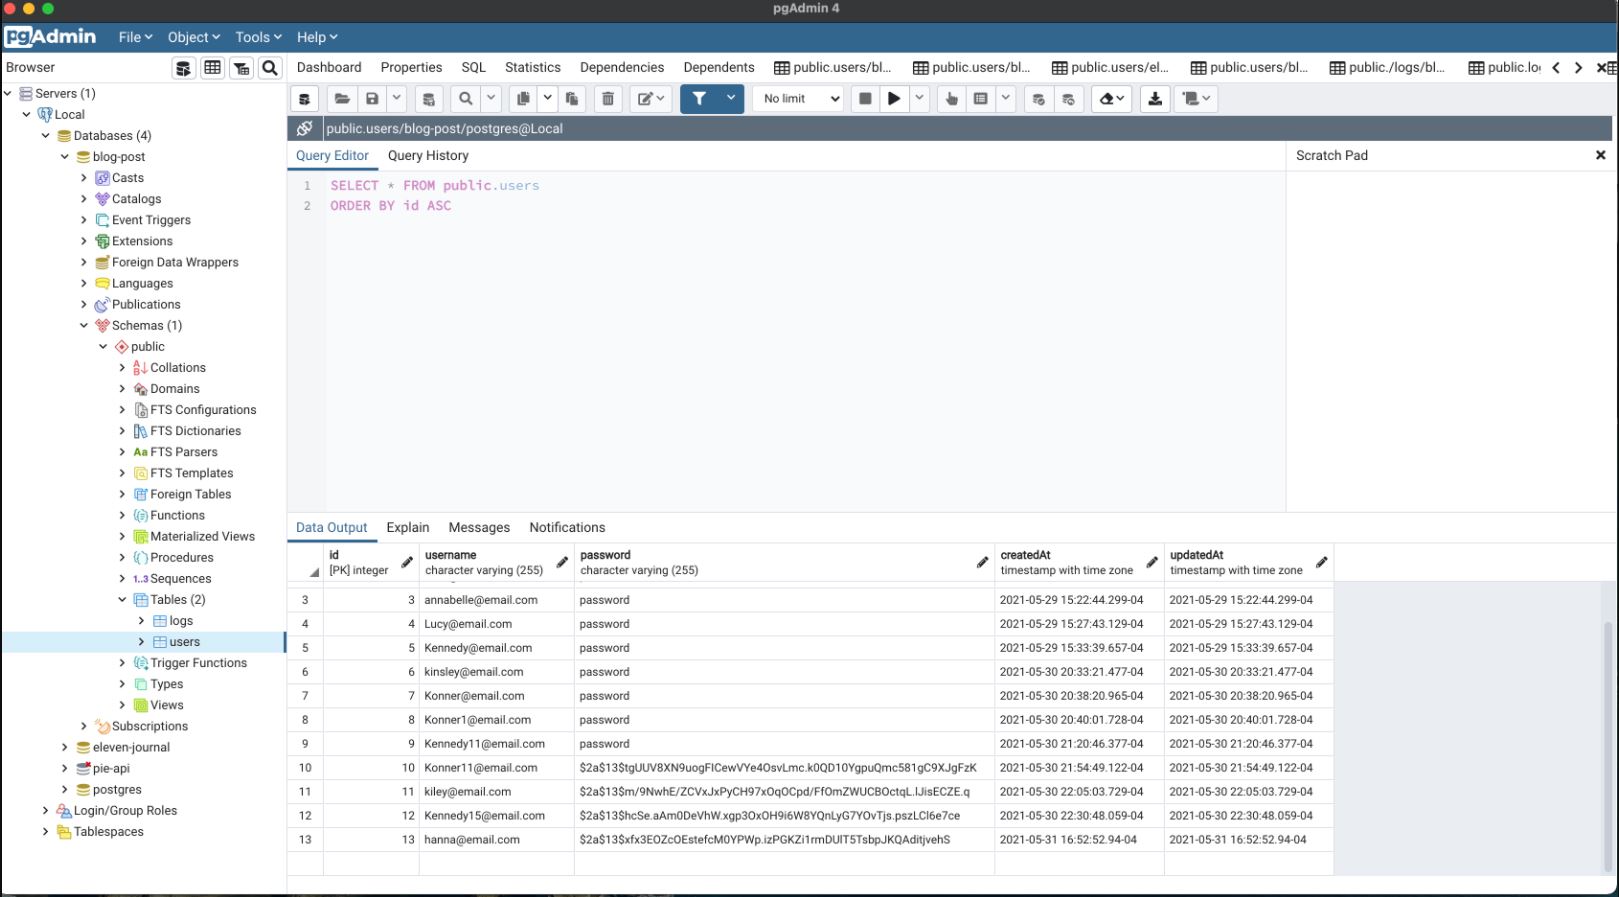 pgAdmin 4
pgAdmin File Object Tools Help
Browser
Dashboard Properties SQL Statistics Dependencies Dependents public.users/bl... public.users/bl... public.users/el... public.users/bl... public./logs/bl... public.lo
No limit
public.users/blog-post/postgres@Local
Query Editor Query History
Scratch Pad
1 SELECT * FROM public.users
2 ORDER BY id ASC
Servers (1)
Local
Databases (4)
blog-post
Casts
Catalogs
Event Triggers
Extensions
Foreign Data Wrappers
Languages
Publications
Schemas (1)
public
Collations
Domains
FTS Configurations
FTS Dictionaries
Aa FTS Parsers
FTS Templates
Foreign Tables
Functions
Materialized Views
Procedures
1..3 Sequences
Tables (2)
logs
users
Trigger Functions
Types
Views
Subscriptions
eleven-journal
pie-api
postgres
Login/Group Roles
Tablespaces
Data Output Explain Messages Notifications
id username password createdAt updatedAt
[PK] integer character varying (255) character varying (255) timestamp with time zone timestamp with time zone
3 3 annabelle@email.com password 2021-05-29 15:22:44.299-04 2021-05-29 15:22:44.299-04
4 4 Lucy@email.com password 2021-05-29 15:27:43.129-04 2021-05-29 15:27:43.129-04
5 5 Kennedy@email.com password 2021-05-29 15:33:39.657-04 2021-05-29 15:33:39.657-04
6 6 kinsley@email.com password 2021-05-30 20:33:21.477-04 2021-05-30 20:33:21.477-04
7 7 Konner@email.com password 2021-05-30 20:38:20.965-04 2021-05-30 20:38:20.965-04
8 8 Konner1@email.com password 2021-05-30 20:40:01.728-04 2021-05-30 20:40:01.728-04
9 9 Kennedy11@email.com password 2021-05-30 21:20:46.377-04 2021-05-30 21:20:46.377-04
10 10 Konner11@email.com $2a$13$tgUUV8XN9uogFICewVYe4OsvLmc.k0QD10YgpuQmc581gC9XJgFzK 2021-05-30 21:54:49.122-04 2021-05-30 21:54:49.122-04
11 11 kiley@email.com $2a$13$m/9NwhE/ZCVxJxPyCH97xOqOCpd/FfOmZWUCBOctqL.lJisECZE.q 2021-05-30 22:05:03.729-04 2021-05-30 22:05:03.729-04
12 12 Kennedy15@email.com $2a$13$hcSe.aAm0DeVhW.xgp3OxOH9i6W8YQnLyG7YOvTjs.pszLCl6e7ce 2021-05-30 22:30:48.059-04 2021-05-30 22:30:48.059-04
13 13 hanna@email.com $2a$13$xfx3EOZcOEstefcM0YPWp.izPGKZi1rmDUlT5TsbpJKQAditjvehS 2021-05-31 16:52:52.94-04 2021-05-31 16:52:52.94-04